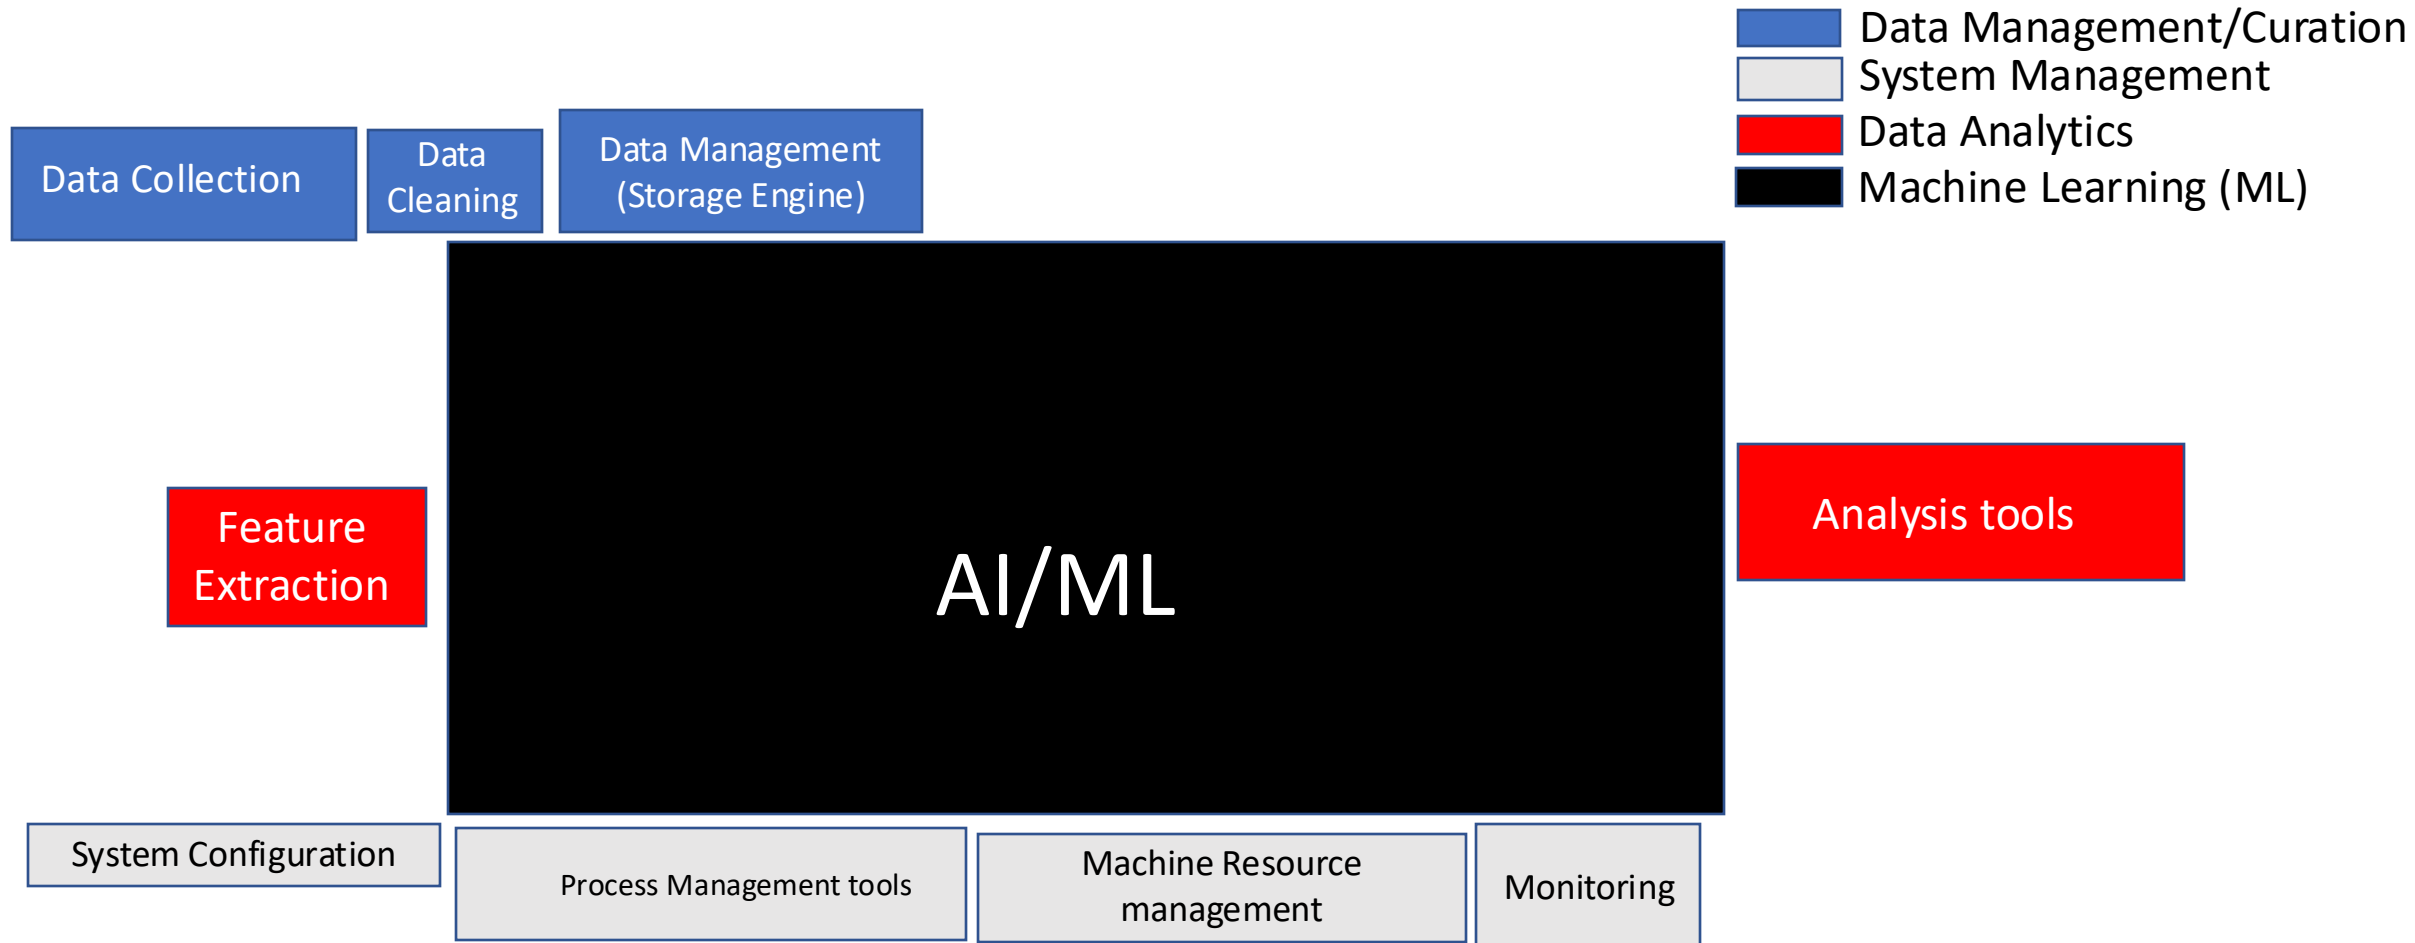 Data Management/Curation
System Management
Data Analytics
Machine Learning (ML)
Data Collection
Data
Cleaning
Data Management
(Storage Engine)
Feature
Extraction
AI/ML
Analysis tools
System Configuration
Process Management tools
Machine Resource
management
Monitoring